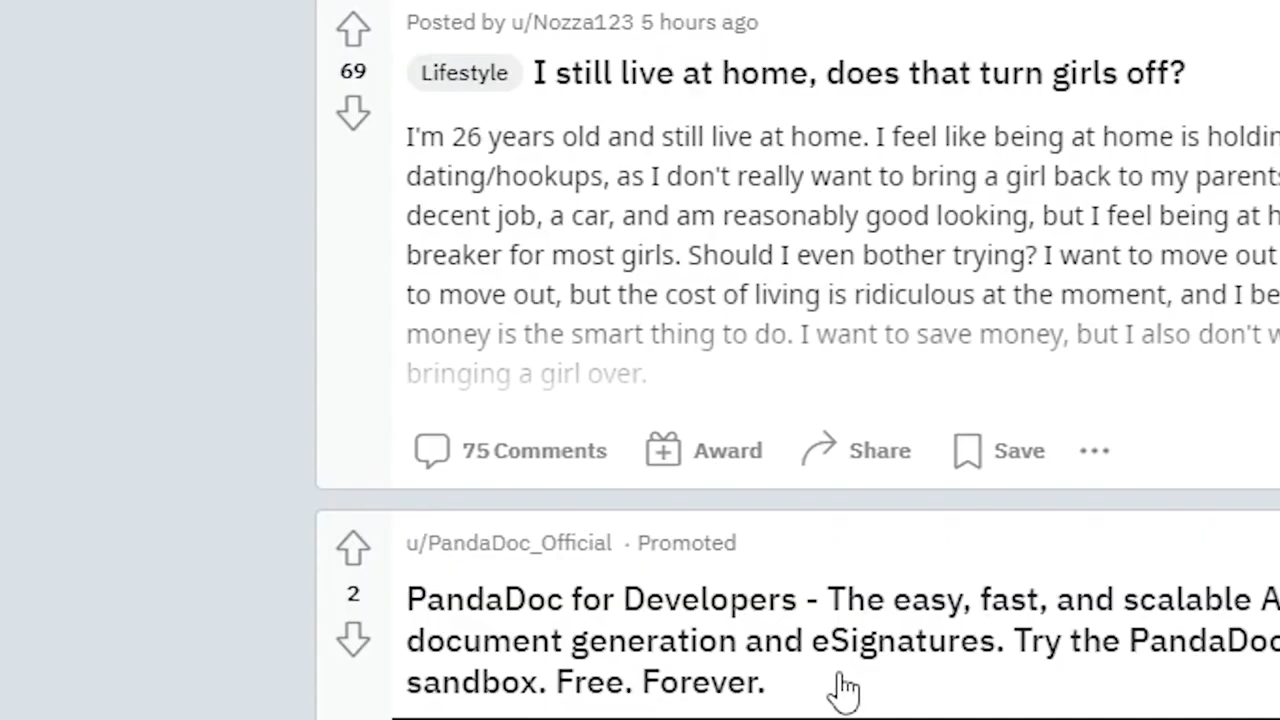 Posted by u/Nozza123 5 hours ago
69
Lifestyle I still live at home, does that turn girls off?
I'm 26 years old and still live at home. I feel like being at home is
dating/hookups, as I don't really want to bring a girl back to my
decent job, a car, and am reasonably good looking, but I feel being at
breaker for most girls. Should I even bother trying? I want to move out
to move out, but the cost of living is ridiculous at the moment, and I
money is the smart thing to do. I want to save money, but I also don't
bringing a girl over.
75 Comments Award Share Save
u/PandaDoc_Official · Promoted
2
PandaDoc for Developers - The easy, fast, and scalable
document generation and eSignatures. Try the
sandbox. Free. Forever.